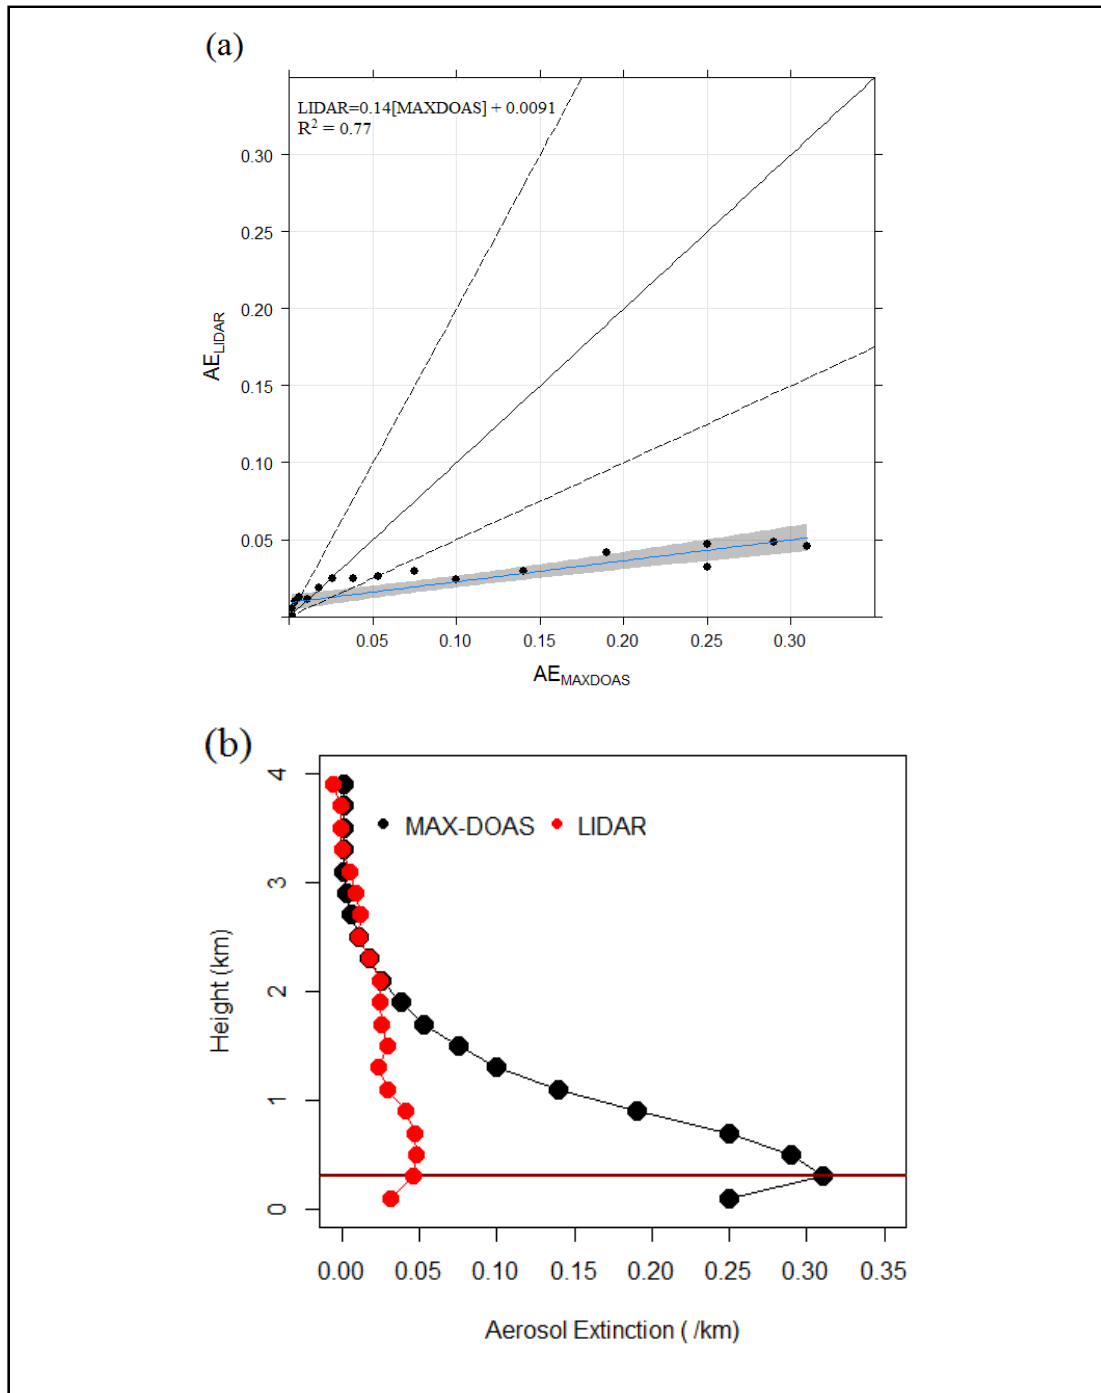 (a)
LIDAR=0.14[MAXDOAS] + 0.0091
R² = 0.77
0.30
0.25
0.20
0.15
0.10
0.05
AE_LIDAR
0.05 0.10 0.15 0.20 0.25 0.30
AE_MAXDOAS
(b)
MAX-DOAS LIDAR
4
3
2
1
0
Height (km)
0.00 0.05 0.10 0.15 0.20 0.25 0.30 0.35
Aerosol Extinction ( /km)